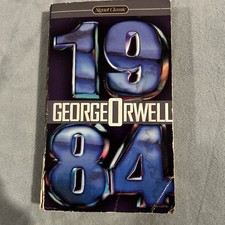 Signet Classic
19
GEORGE ORWELL
84